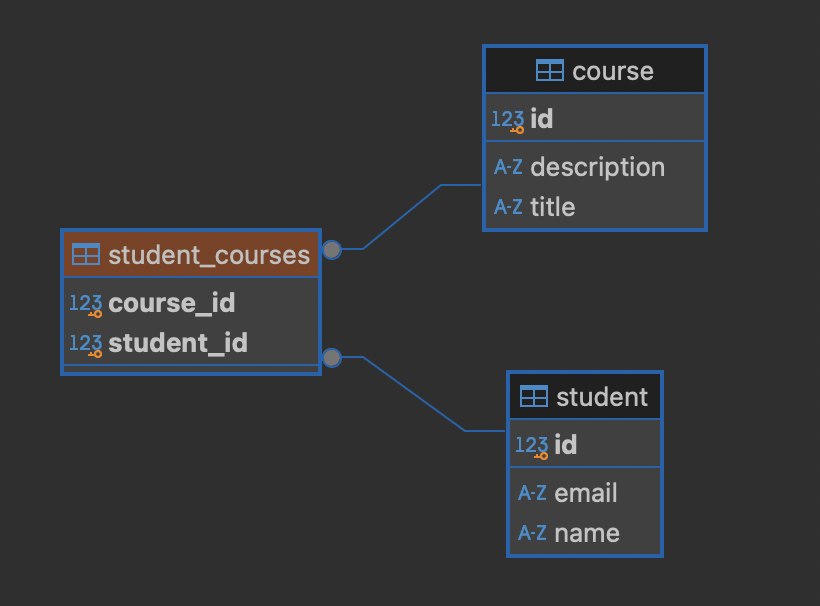 course
123 id
A-Z description
A-Z title
student_courses
123 course_id
123 student_id
student
123 id
A-Z email
A-Z name